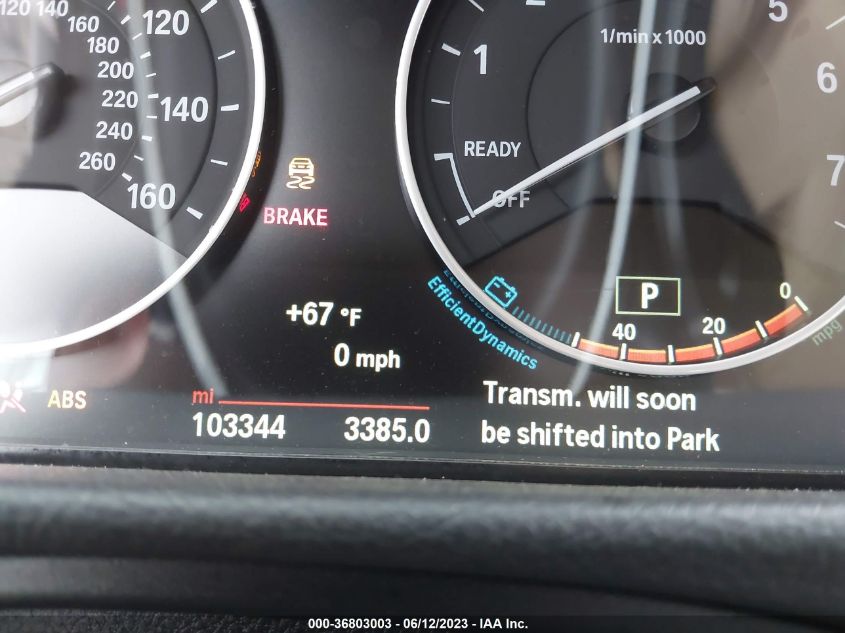 120 140
160
180
200
220
240
260
120
140
160
BRAKE
+67 °F
0 mph
ABS
mi
103344 3385.0
1/min x 1000
1
2
5
6
7
READY
OFF
EfficientDynamics
P
40
20
0
mpg
Transm. will soon
be shifted into Park
000-36803003 - 06/12/2023 - IAA Inc.